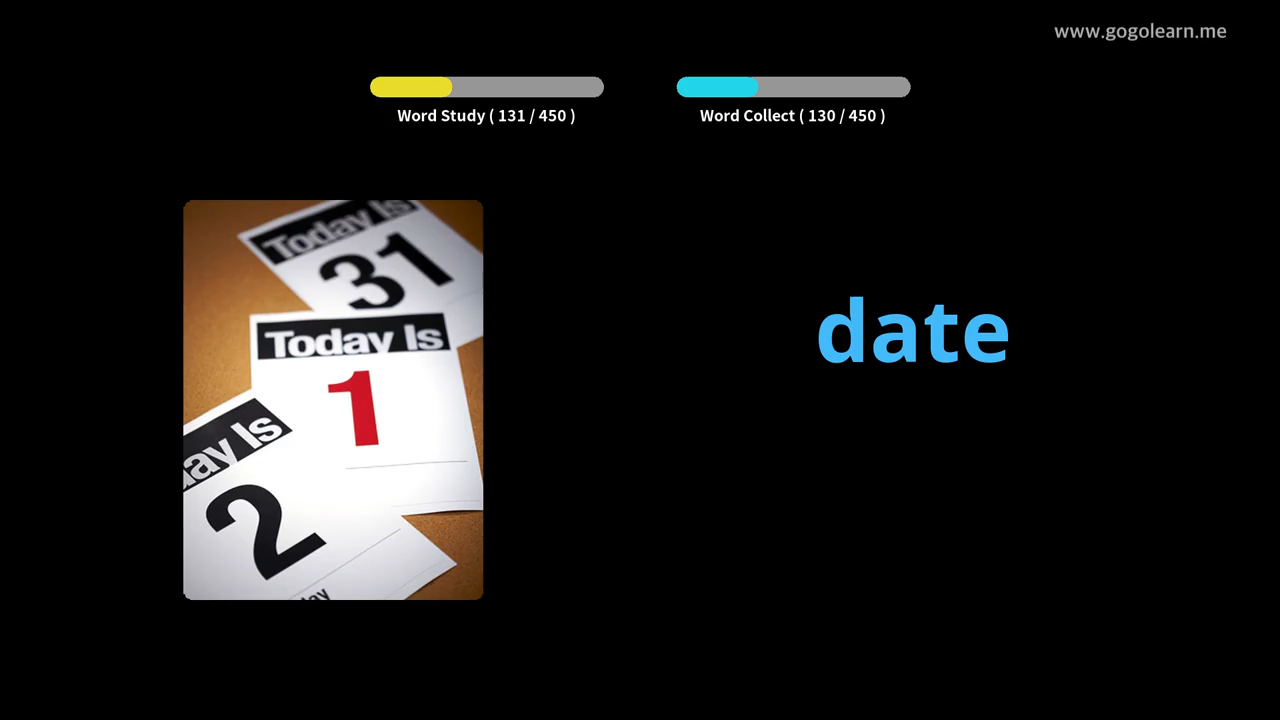 www.gogolearn.me
Word Study ( 131 / 450 )
Word Collect ( 130 / 450 )
Today Is
31
Today Is
1
ay Is
2
ay
date